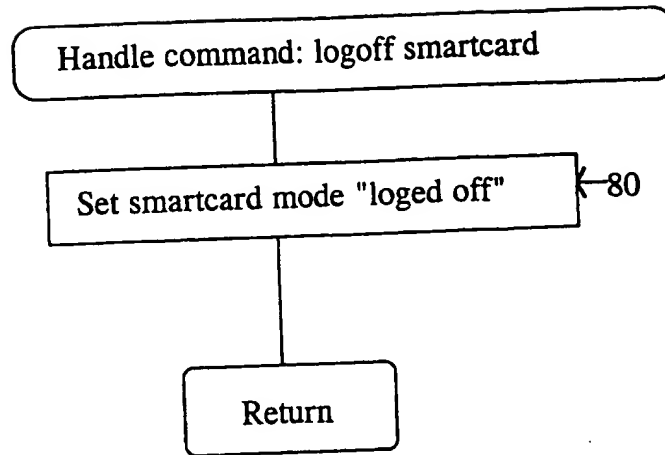 Handle command: logoff smartcard
Set smartcard mode "loged off"
80
Return